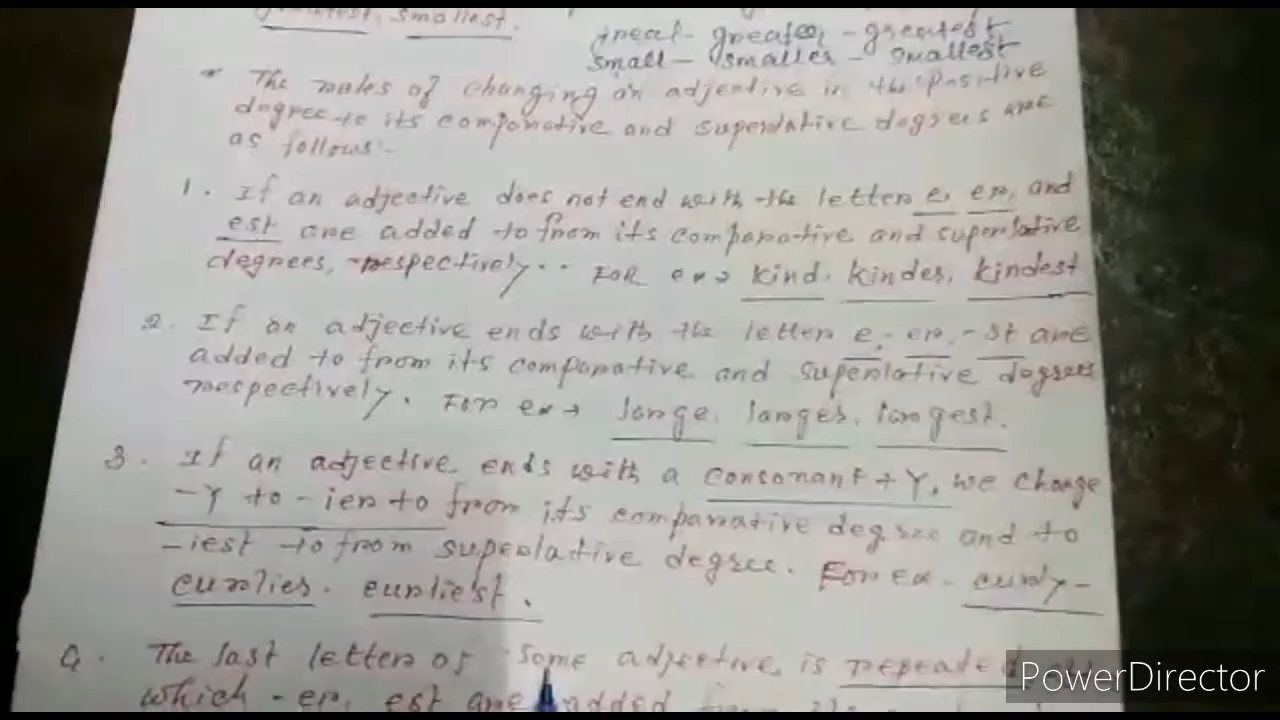 greatest, smallest.
great - greater - greatest
small - smaller - smallest
* The rules of changing an adjective in the positive
degree to its comparative and superlative degrees are
as follows:-
1. If an adjective does not end with the letter e, er, and
est are added to from its comparative and superlative
degrees, respectively.. For ex→ kind, kinder, kindest
2. If an adjective ends with the letter e,- er,- st are
added to from its comparative and superlative degrees
respectively. For ex→ large, larger, largest.
3. If an adjective ends with a consonant + Y, we change
-Y to -ier to from its comparative degree and to
-iest to from superlative degree. For ex - curly-
curlier. curliest.
4. The last letter of some adjective is repeated
which - er, est are added
PowerDirector